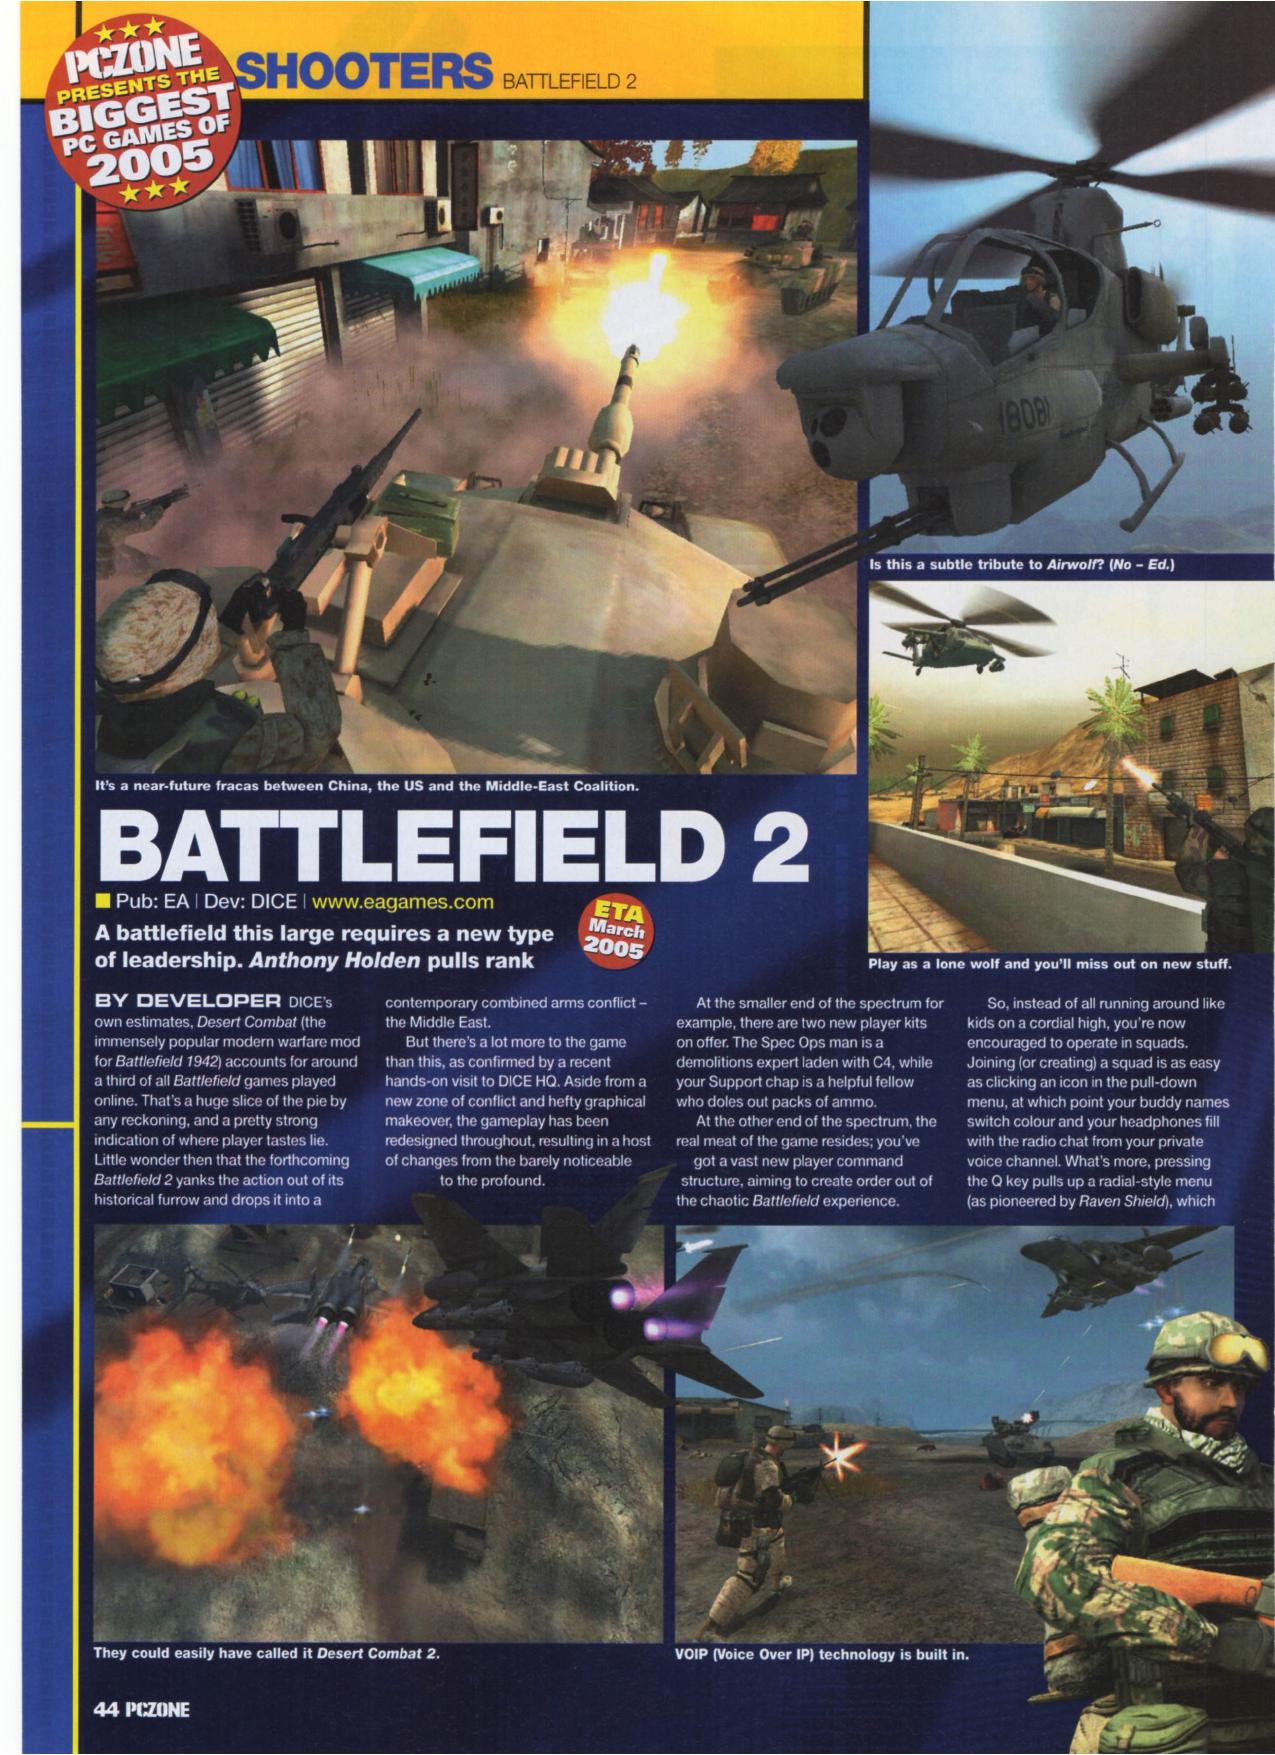 PCZONE
PRESENTS THE
BIGGEST
PC GAMES OF
2005
SHOOTERS BATTLEFIELD 2
18081
Is this a subtle tribute to Airwolf? (No – Ed.)
It's a near-future fracas between China, the US and the Middle-East Coalition.
BATTLEFIELD 2
Pub: EA | Dev: DICE | www.eagames.com
ETA
March
2005
A battlefield this large requires a new type
of leadership. Anthony Holden pulls rank
Play as a lone wolf and you'll miss out on new stuff.
BY DEVELOPER DICE's
own estimates, Desert Combat (the
immensely popular modern warfare mod
for Battlefield 1942) accounts for around
a third of all Battlefield games played
online. That's a huge slice of the pie by
any reckoning, and a pretty strong
indication of where player tastes lie.
Little wonder then that the forthcoming
Battlefield 2 yanks the action out of its
historical furrow and drops it into a
contemporary combined arms conflict –
the Middle East.
But there's a lot more to the game
than this, as confirmed by a recent
hands-on visit to DICE HQ. Aside from a
new zone of conflict and hefty graphical
makeover, the gameplay has been
redesigned throughout, resulting in a host
of changes from the barely noticeable
to the profound.
At the smaller end of the spectrum for
example, there are two new player kits
on offer. The Spec Ops man is a
demolitions expert laden with C4, while
your Support chap is a helpful fellow
who doles out packs of ammo.
At the other end of the spectrum, the
real meat of the game resides; you've
got a vast new player command
structure, aiming to create order out of
the chaotic Battlefield experience.
So, instead of all running around like
kids on a cordial high, you're now
encouraged to operate in squads.
Joining (or creating) a squad is as easy
as clicking an icon in the pull-down
menu, at which point your buddy names
switch colour and your headphones fill
with the radio chat from your private
voice channel. What's more, pressing
the Q key pulls up a radial-style menu
(as pioneered by Raven Shield), which
They could easily have called it Desert Combat 2.
VOIP (Voice Over IP) technology is built in.
44 PCZONE